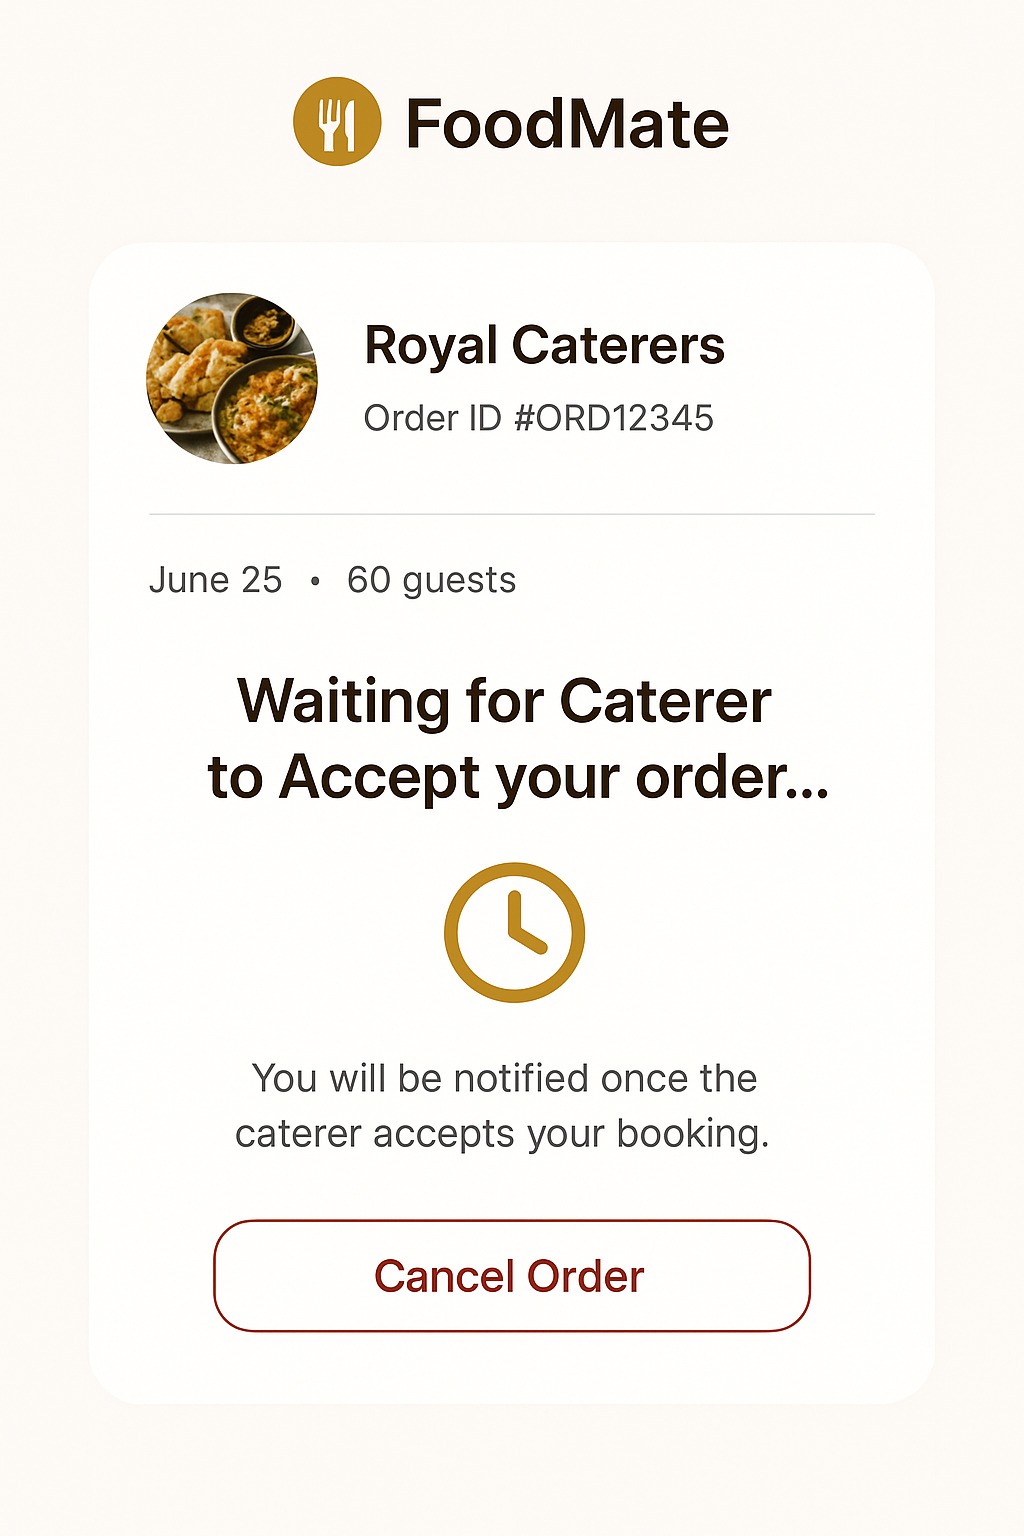 FoodMate
Royal Caterers
Order ID #ORD12345
June 25 • 60 guests
Waiting for Caterer
to Accept your order...
You will be notified once the
caterer accepts your booking.
Cancel Order